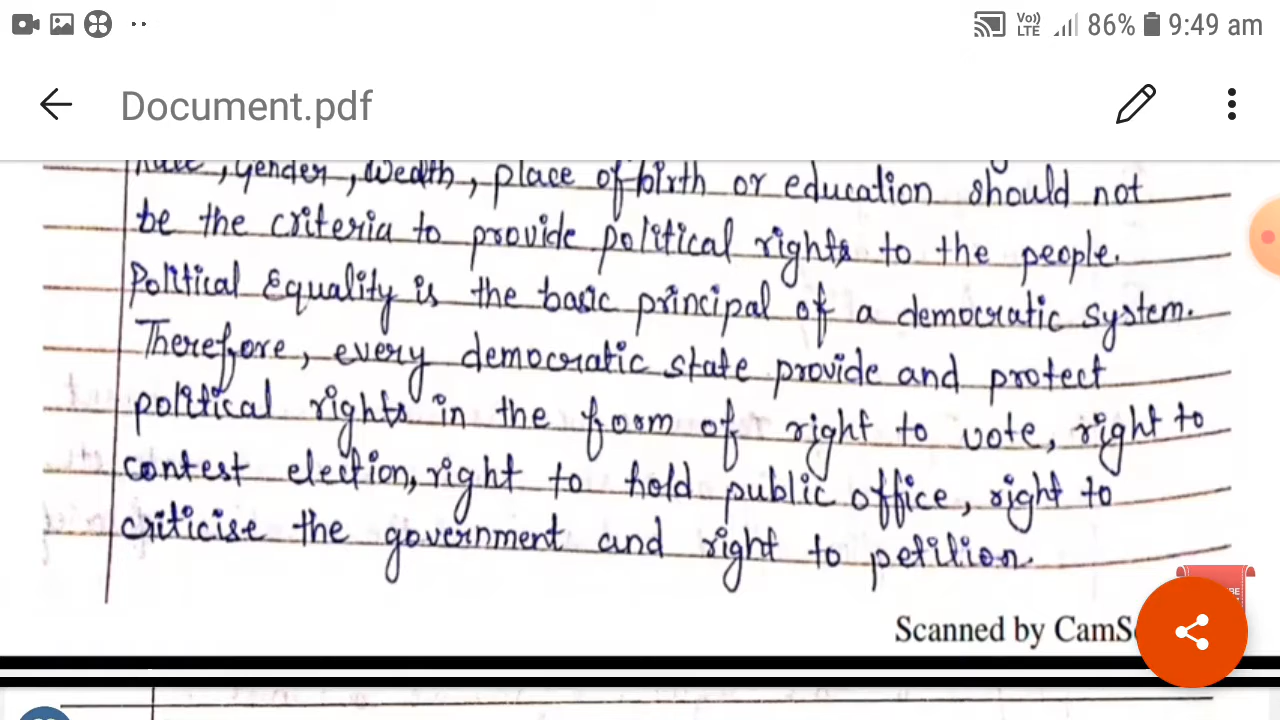 VoLTE 86% 9:49 am
Document.pdf
, Gender, Wealth, place of birth or education should not
be the criteria to provide political rights to the people.
Political Equality is the basic principal of a democratic system.
Therefore, every democratic state provide and protect
political rights in the form of right to vote, right to
contest election, right to hold public office, right to
criticise the government and right to petition.
Scanned by CamS